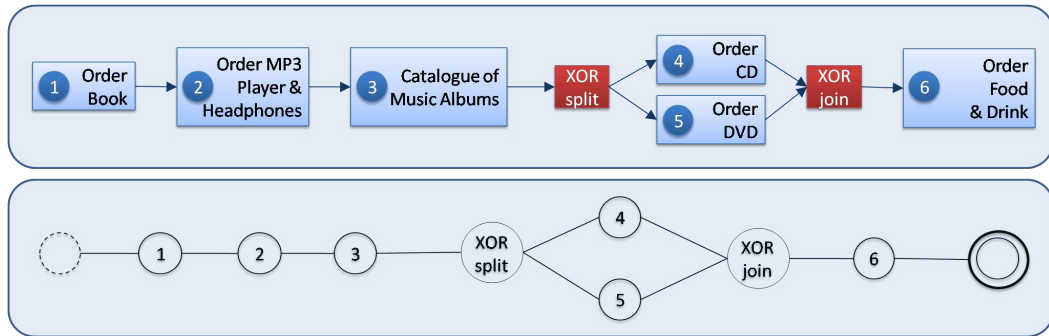 1
Order
Book
2
Order MP3
Player &
Headphones
3
Catalogue of
Music Albums
XOR
split
4
Order
CD
5
Order
DVD
XOR
join
6
Order
Food
& Drink
1
2
3
XOR
split
4
5
XOR
join
6